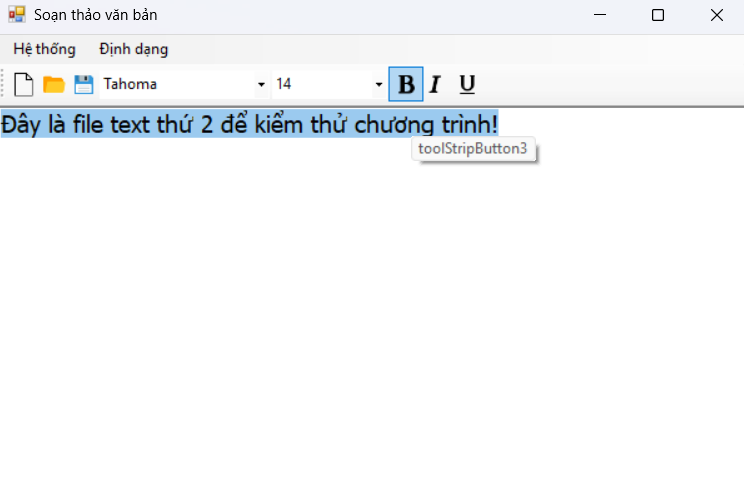 Soạn thảo văn bản
Hệ thống Định dạng
Tahoma 14 B I U
Đây là file text thứ 2 để kiểm thử chương trình!
toolStripButton3